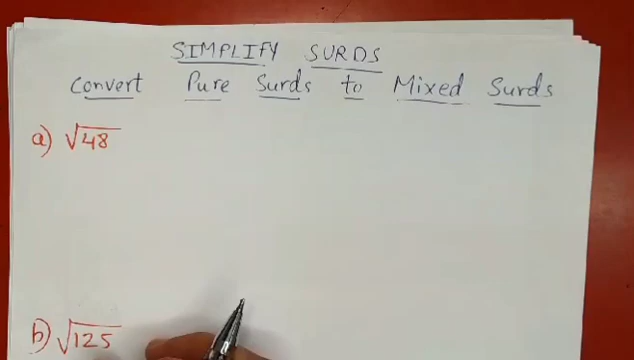 SIMPLIFY SURDS
Convert Pure Surds to Mixed Surds
a) √48
b) √125